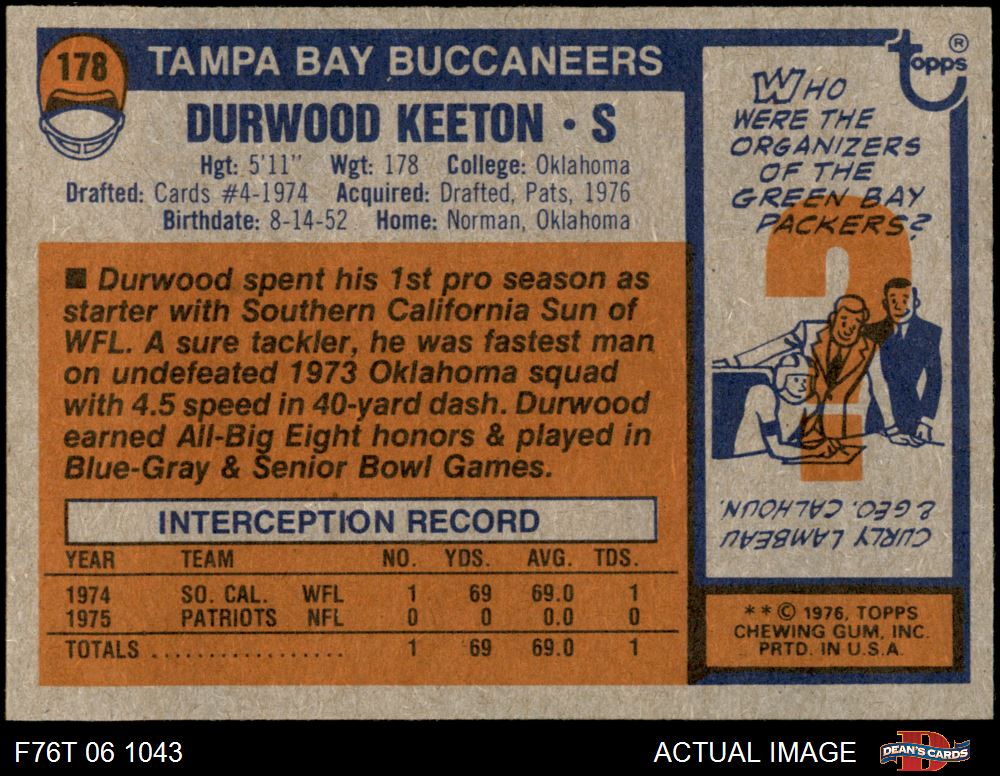 178
TAMPA BAY BUCCANEERS
DURWOOD KEETON • S
Hgt: 5'11" Wgt: 178 College: Oklahoma
Drafted: Cards #4-1974 Acquired: Drafted, Pats, 1976
Birthdate: 8-14-52 Home: Norman, Oklahoma
■ Durwood spent his 1st pro season as
starter with Southern California Sun of
WFL. A sure tackler, he was fastest man
on undefeated 1973 Oklahoma squad
with 4.5 speed in 40-yard dash. Durwood
earned All-Big Eight honors & played in
Blue-Gray & Senior Bowl Games.
INTERCEPTION RECORD
YEAR TEAM NO. YDS. AVG. TDS.
1974 SO. CAL. WFL 1 69 69.0 1
1975 PATRIOTS NFL 0 0 0.0 0
TOTALS .................. 1 69 69.0 1
topps ®
WHO
WERE THE
ORGANIZERS
OF THE
GREEN BAY
PACKERS?
?
CURLY LAMBEAU
& GEO. CALHOUN.
* * © 1976, TOPPS
CHEWING GUM, INC.
PRTD. IN U.S.A.
F76T 06 1043
ACTUAL IMAGE
DEAN'S CARDS